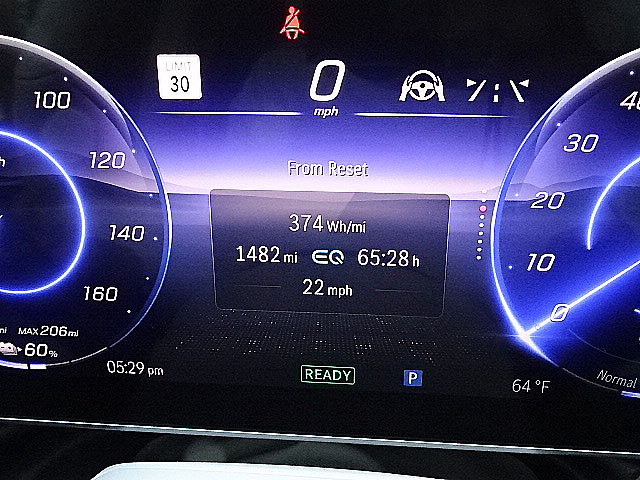 LIMIT
30
0
mph
100
120
140
160
MAX 206 mi
60%
05:29 pm
From Reset
374 Wh/mi
1482 mi EQ 65:28 h
22 mph
READY
P
40
30
20
10
0
64 °F
Normal